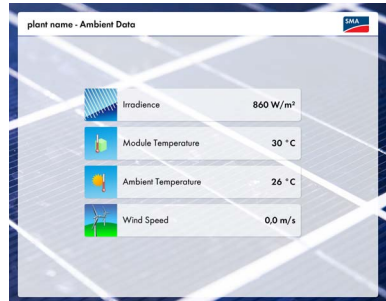 plant name - Ambient Data
SMA
Irradience 860 W/m²
Module Temperature 30 °C
Ambient Temperature 26 °C
Wind Speed 0,0 m/s